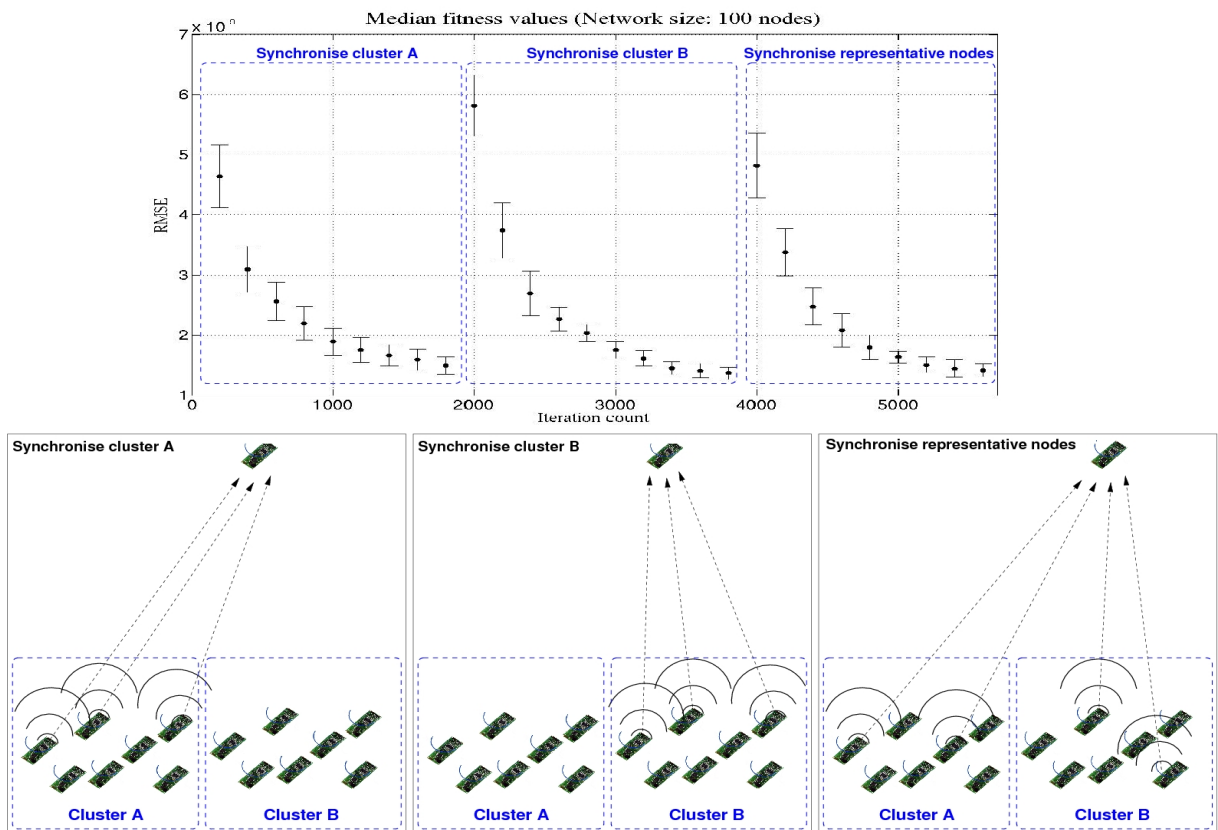 Median fitness values (Network size: 100 nodes)
7 × 10
Synchronise cluster A
Synchronise cluster B
Synchronise representative nodes
6
5
4
3
2
1
RMSE
0
1000
2000
3000
4000
5000
Iteration count
Synchronise cluster A
Synchronise cluster B
Synchronise representative nodes
Cluster A
Cluster B
Cluster A
Cluster B
Cluster A
Cluster B